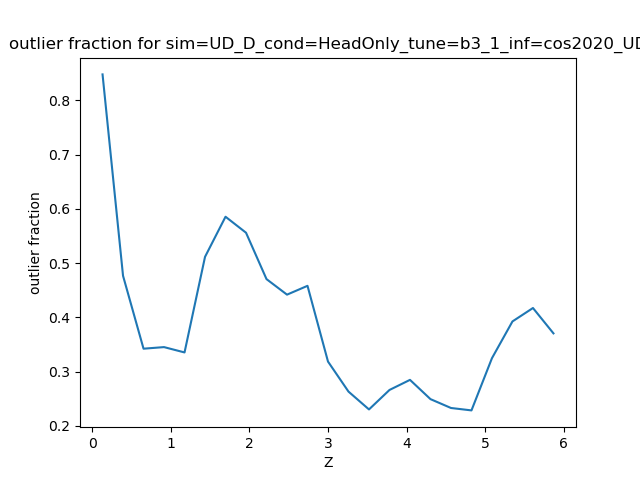 outlier fraction for sim=UD_D_cond=HeadOnly_tune=b3_1_inf=cos2020_UD
0.8
0.7
0.6
0.5
0.4
0.3
0.2
outlier fraction
0 1 2 3 4 5 6
Z